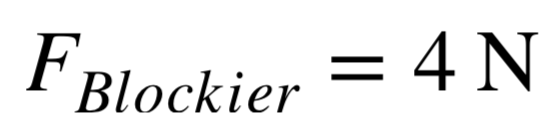 F_Blockier = 4 N